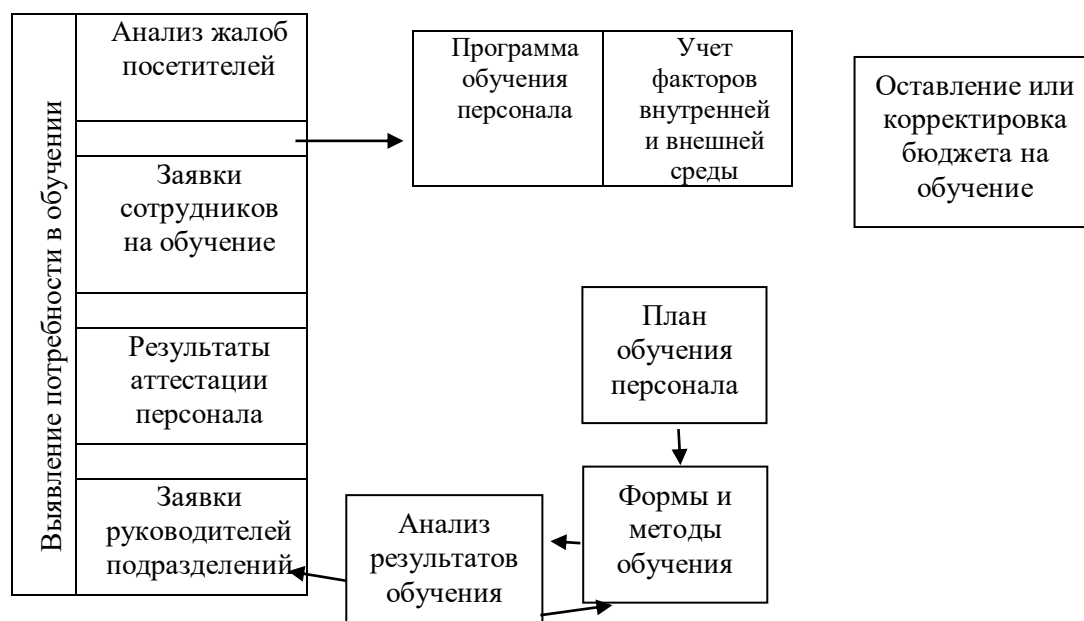 Выявление потребности в обучении
Анализ жалоб
посетителей
Заявки
сотрудников
на обучение
Результаты
аттестации
персонала
Заявки
руководителей
подразделений
Программа
обучения
персонала
Учет
факторов
внутренней
и внешней
среды
Оставление или
корректировка
бюджета на
обучение
План
обучения
персонала
Формы и
методы
обучения
Анализ
результатов
обучения